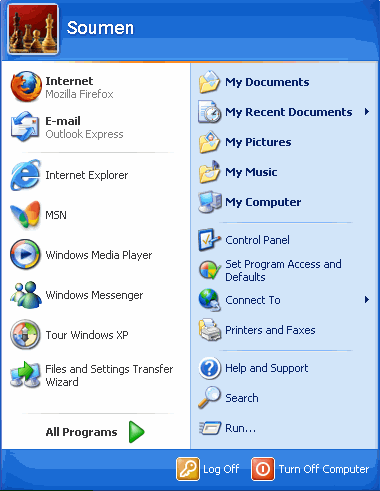 Soumen
Internet
Mozilla Firefox
E-mail
Outlook Express
Internet Explorer
MSN
Windows Media Player
Windows Messenger
Tour Windows XP
Files and Settings Transfer
Wizard
All Programs
My Documents
My Recent Documents
My Pictures
My Music
My Computer
Control Panel
Set Program Access and
Defaults
Connect To
Printers and Faxes
Help and Support
Search
Run...
Log Off
Turn Off Computer